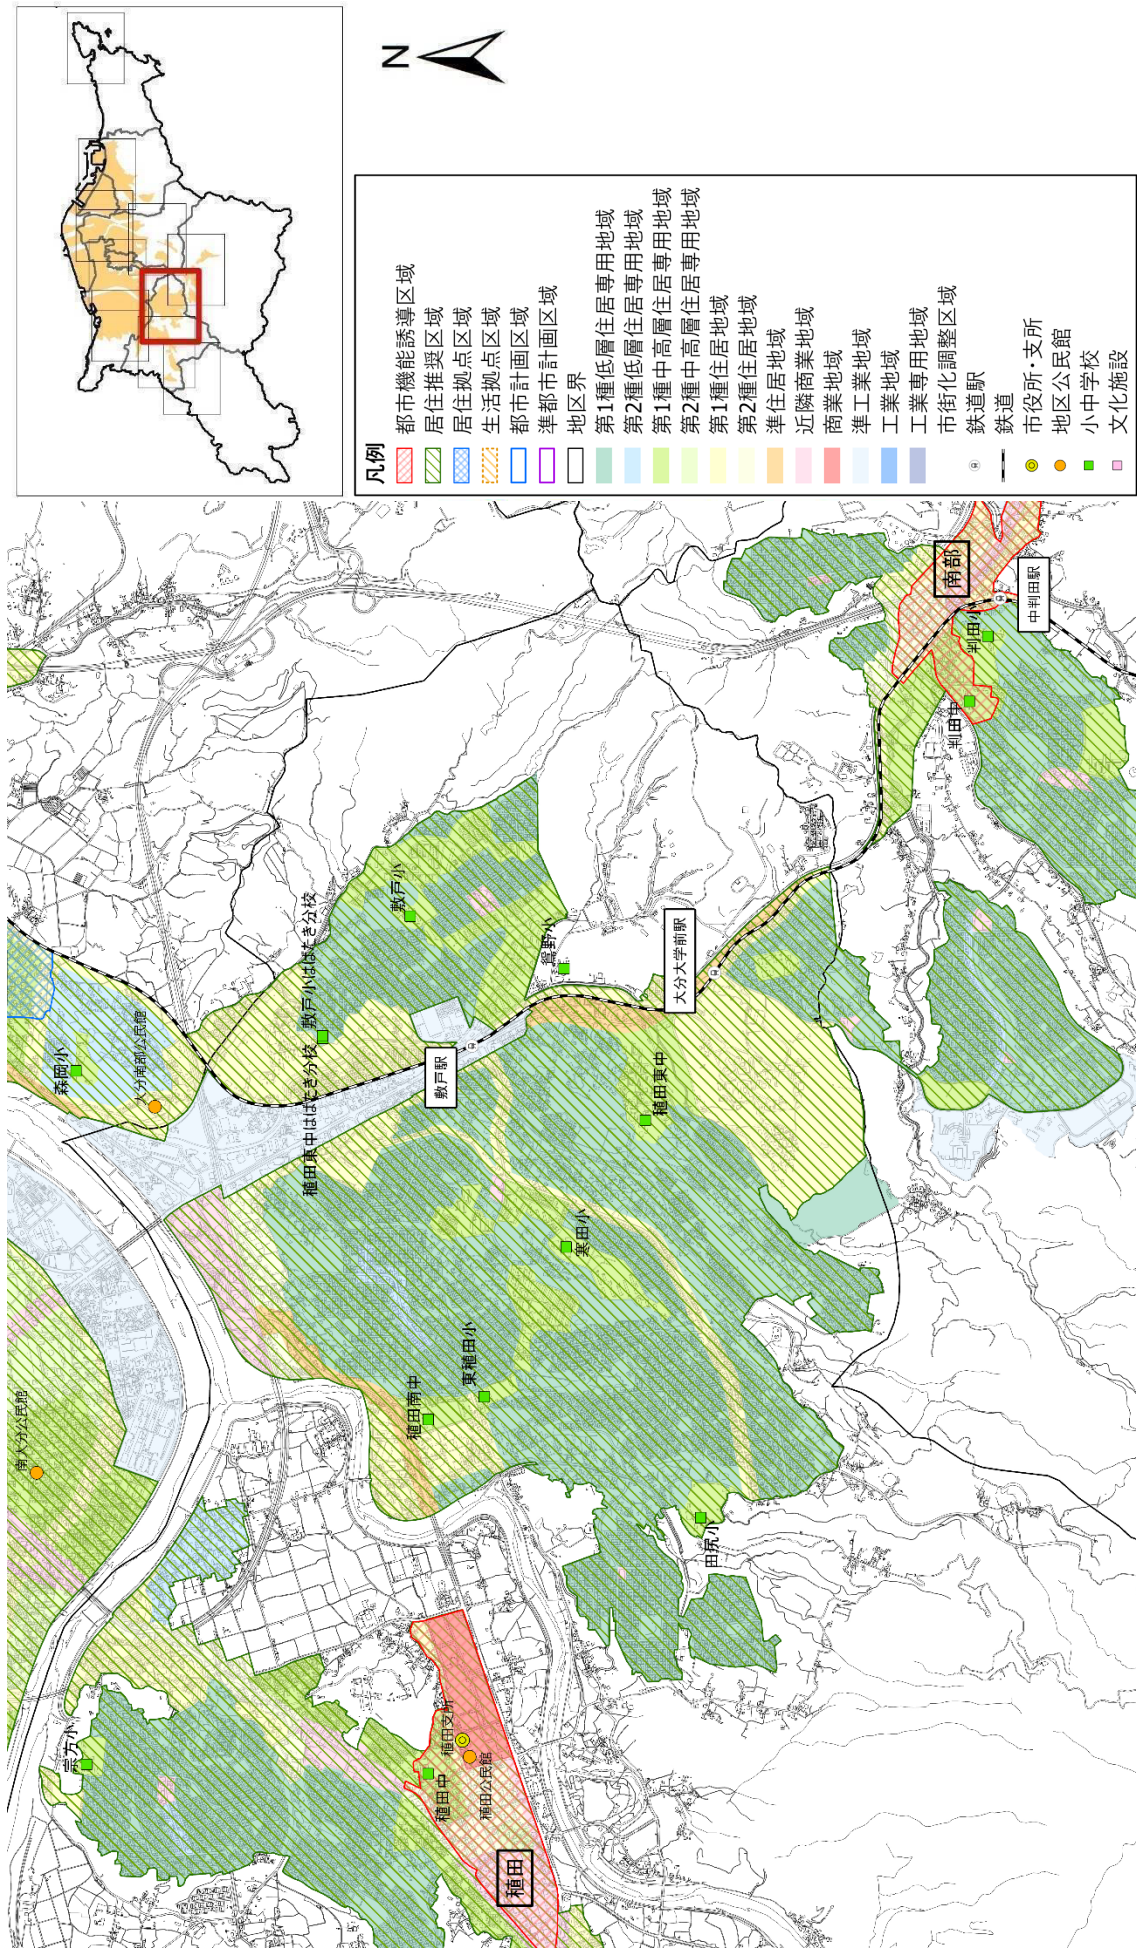 N
凡例
都市機能誘導区域
居住推奨区域
居住拠点区域
生活拠点区域
都市計画区域
準都市計画区域
地区界
第1種低層住居専用地域
第2種低層住居専用地域
第1種中高層住居専用地域
第2種中高層住居専用地域
第1種住居地域
第2種住居地域
準住居地域
近隣商業地域
商業地域
準工業地域
工業地域
工業専用地域
市街化調整区域
鉄道駅
鉄道
市役所・支所
地区公民館
小中学校
文化施設
宗方小
南大分公民館
森岡小
大分南部公民館
敷戸小はばたき分校
稙田東中はばたき分校
敷戸小
敷戸駅
鴛野小
大分大学前駅
稙田東中
寒田小
東稙田小
稙田南中
田尻小
稙田中
稙田支所
稙田公民館
稙田
南部
判田小
判田中
中判田駅